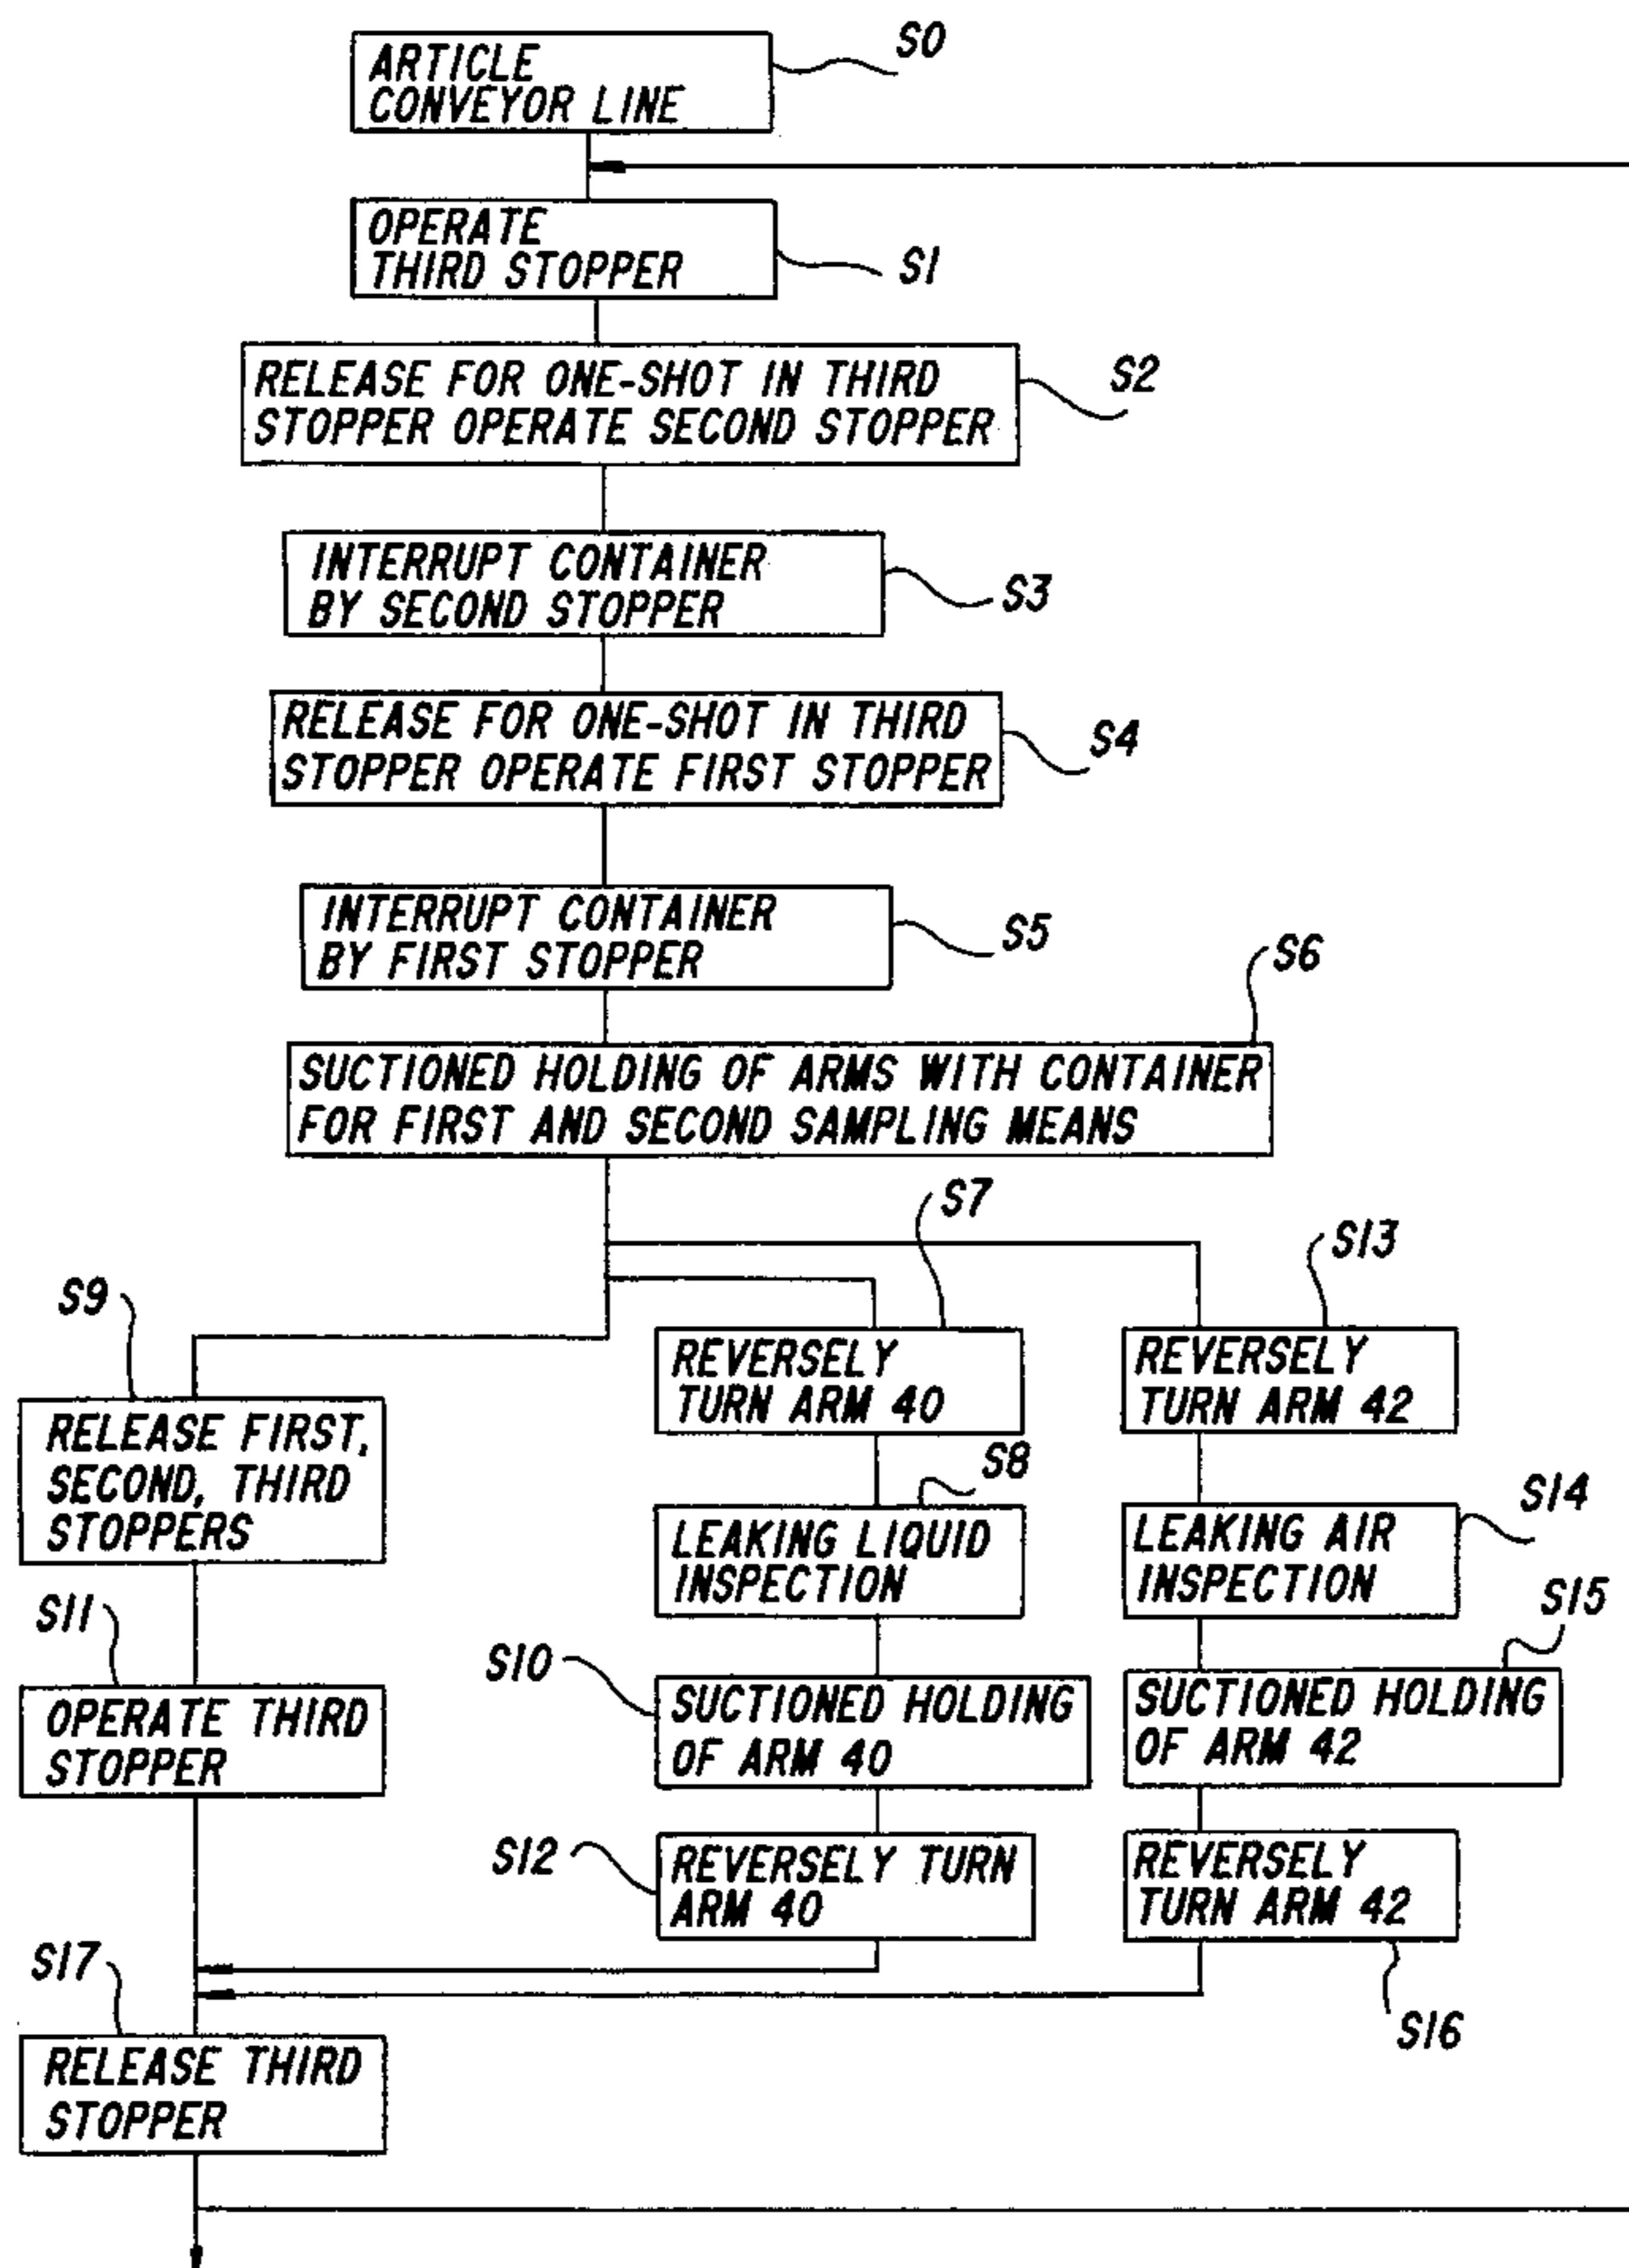 ARTICLE
CONVEYOR LINE
S0
OPERATE
THIRD STOPPER
S1
RELEASE FOR ONE-SHOT IN THIRD
STOPPER OPERATE SECOND STOPPER
S2
INTERRUPT CONTAINER
BY SECOND STOPPER
S3
RELEASE FOR ONE-SHOT IN THIRD
STOPPER OPERATE FIRST STOPPER
S4
INTERRUPT CONTAINER
BY FIRST STOPPER
S5
S6
SUCTIONED HOLDING OF ARMS WITH CONTAINER
FOR FIRST AND SECOND SAMPLING MEANS
S9
RELEASE FIRST,
SECOND, THIRD
STOPPERS
S11
OPERATE THIRD
STOPPER
S7
REVERSELY
TURN ARM 40
S8
LEAKING LIQUID
INSPECTION
S10
SUCTIONED HOLDING
OF ARM 40
S12
REVERSELY TURN
ARM 40
S13
REVERSELY
TURN ARM 42
S14
LEAKING AIR
INSPECTION
S15
SUCTIONED HOLDING
OF ARM 42
REVERSELY
TURN ARM 42
S16
S17
RELEASE THIRD
STOPPER